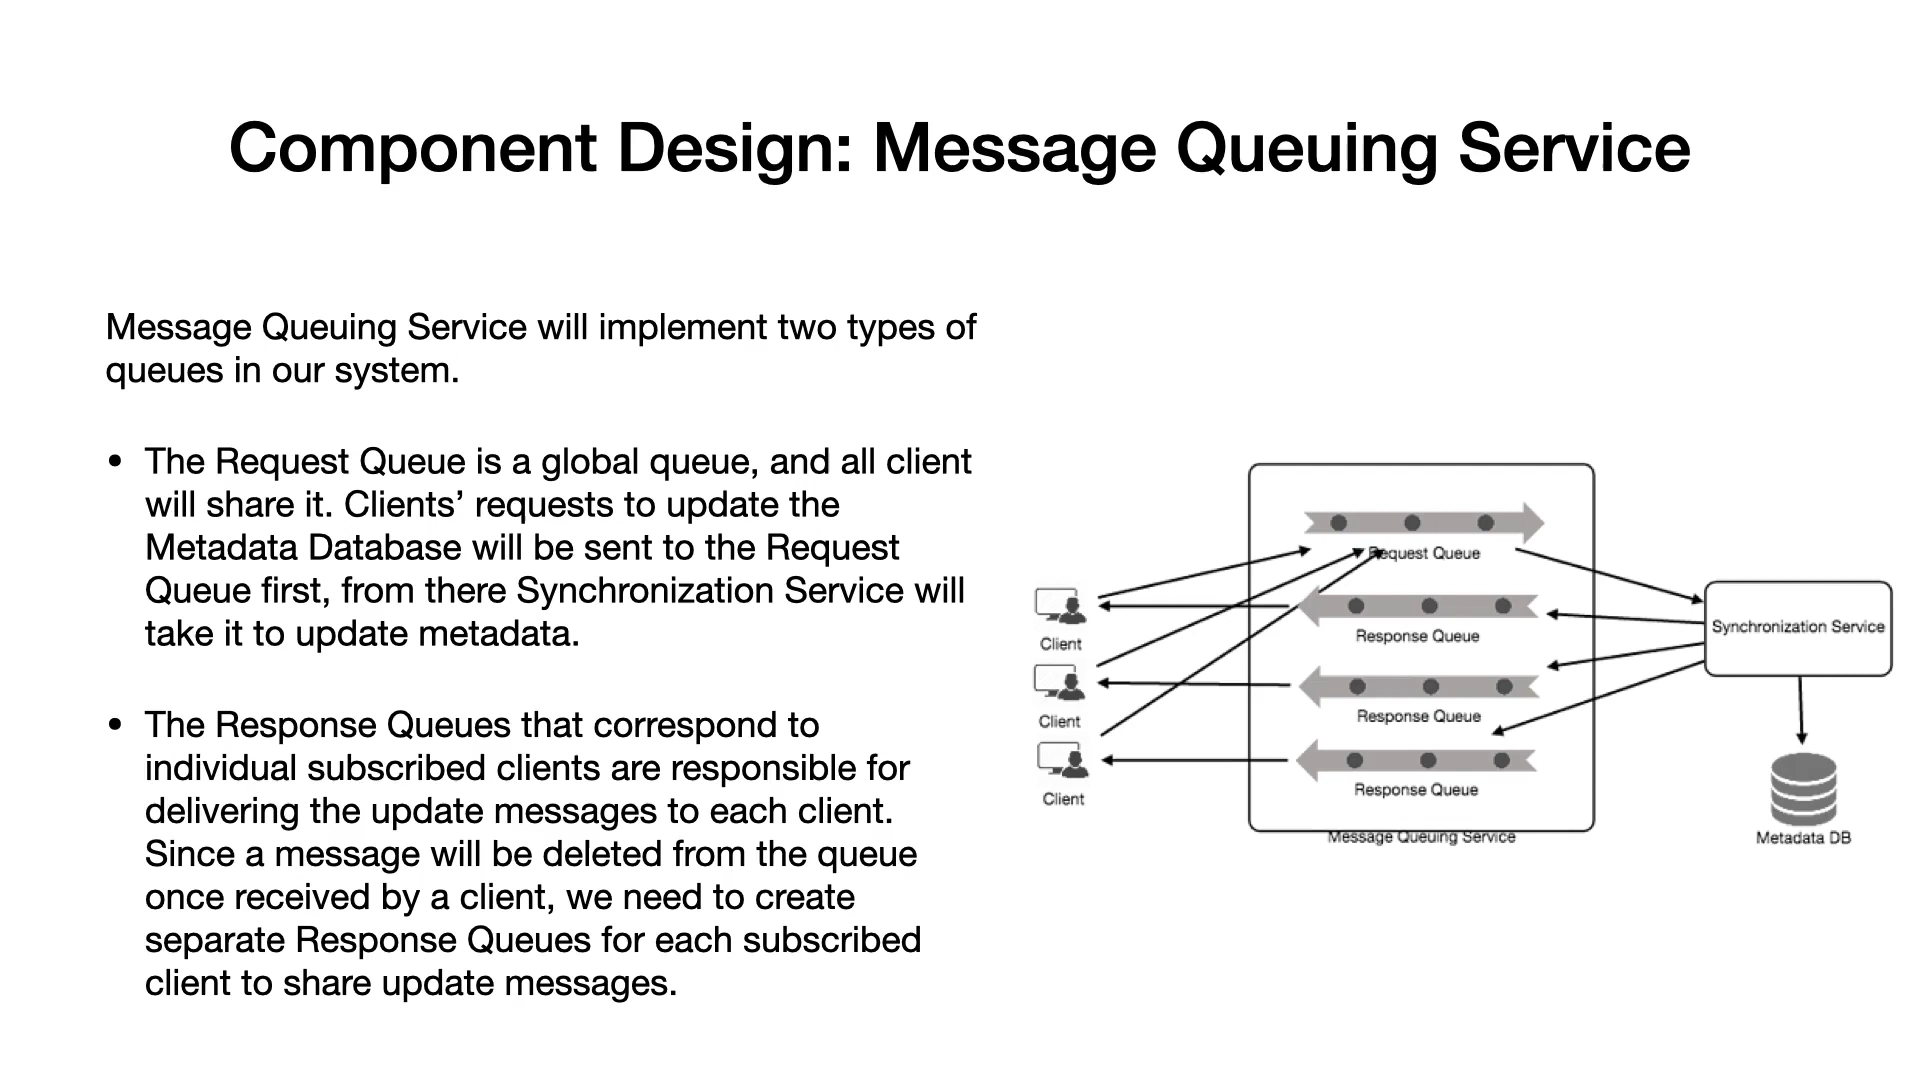 Component Design: Message Queuing Service
Message Queuing Service will implement two types of
queues in our system.
• The Request Queue is a global queue, and all client
will share it. Clients’ requests to update the
Metadata Database will be sent to the Request
Queue first, from there Synchronization Service will
take it to update metadata.
• The Response Queues that correspond to
individual subscribed clients are responsible for
delivering the update messages to each client.
Since a message will be deleted from the queue
once received by a client, we need to create
separate Response Queues for each subscribed
client to share update messages.
Request Queue
Response Queue
Response Queue
Response Queue
Message Queuing Service
Client
Client
Client
Synchronization Service
Metadata DB